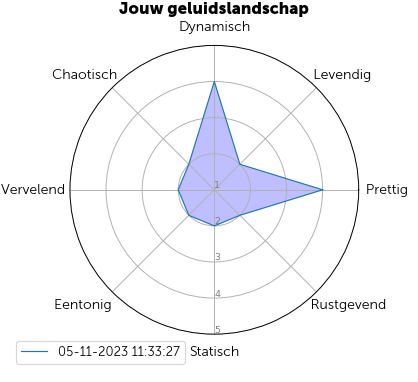 Jouw geluidslandschap
Dynamisch
Chaotisch
Levendig
Vervelend
1
Prettig
2
3
4
Eentonig
Rustgevend
5
05-11-2023 11:33:27
Statisch